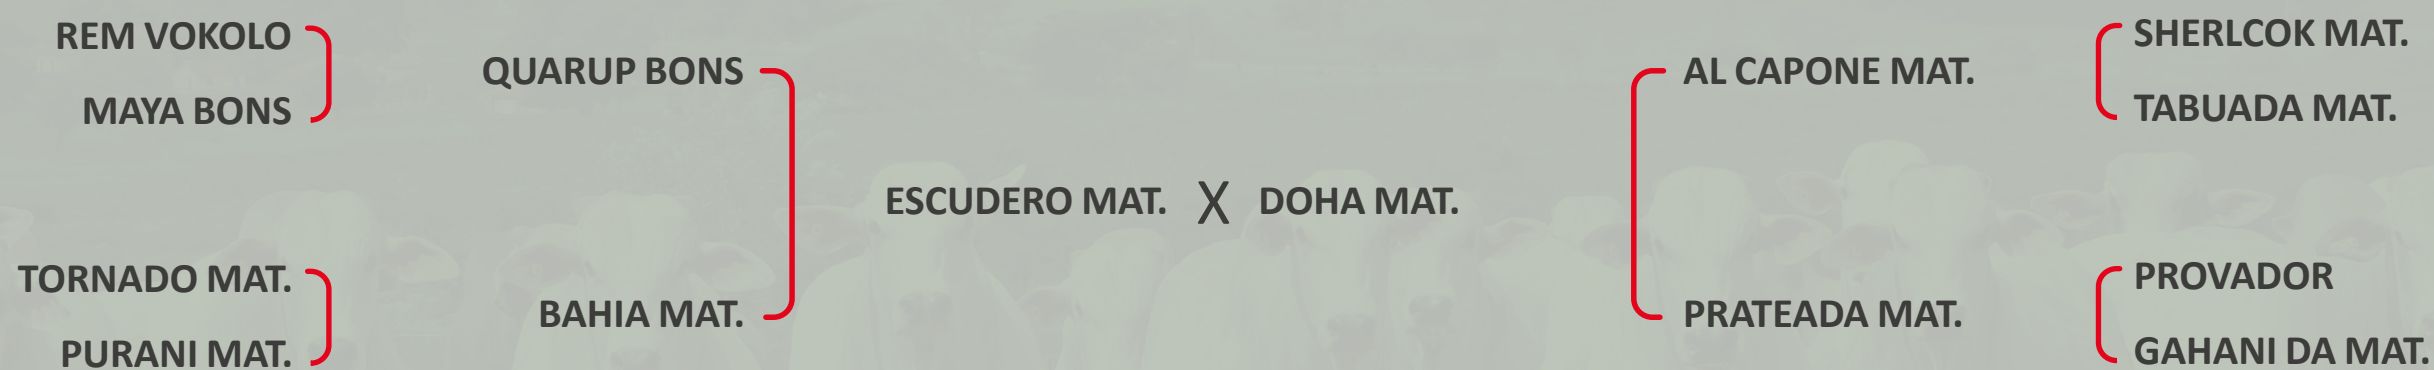 REM VOKOLO
MAYA BONS
QUARUP BONS
TORNADO MAT.
PURANI MAT.
BAHIA MAT.
ESCUDERO MAT. X DOHA MAT.
AL CAPONE MAT.
SHERLCOK MAT.
TABUADA MAT.
PRATEADA MAT.
PROVADOR
GAHANI DA MAT.